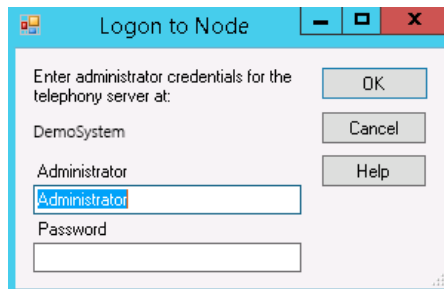 Logon to Node
Enter administrator credentials for the
telephony server at:
OK
DemoSystem
Cancel
Administrator
Help
Administrator
Password